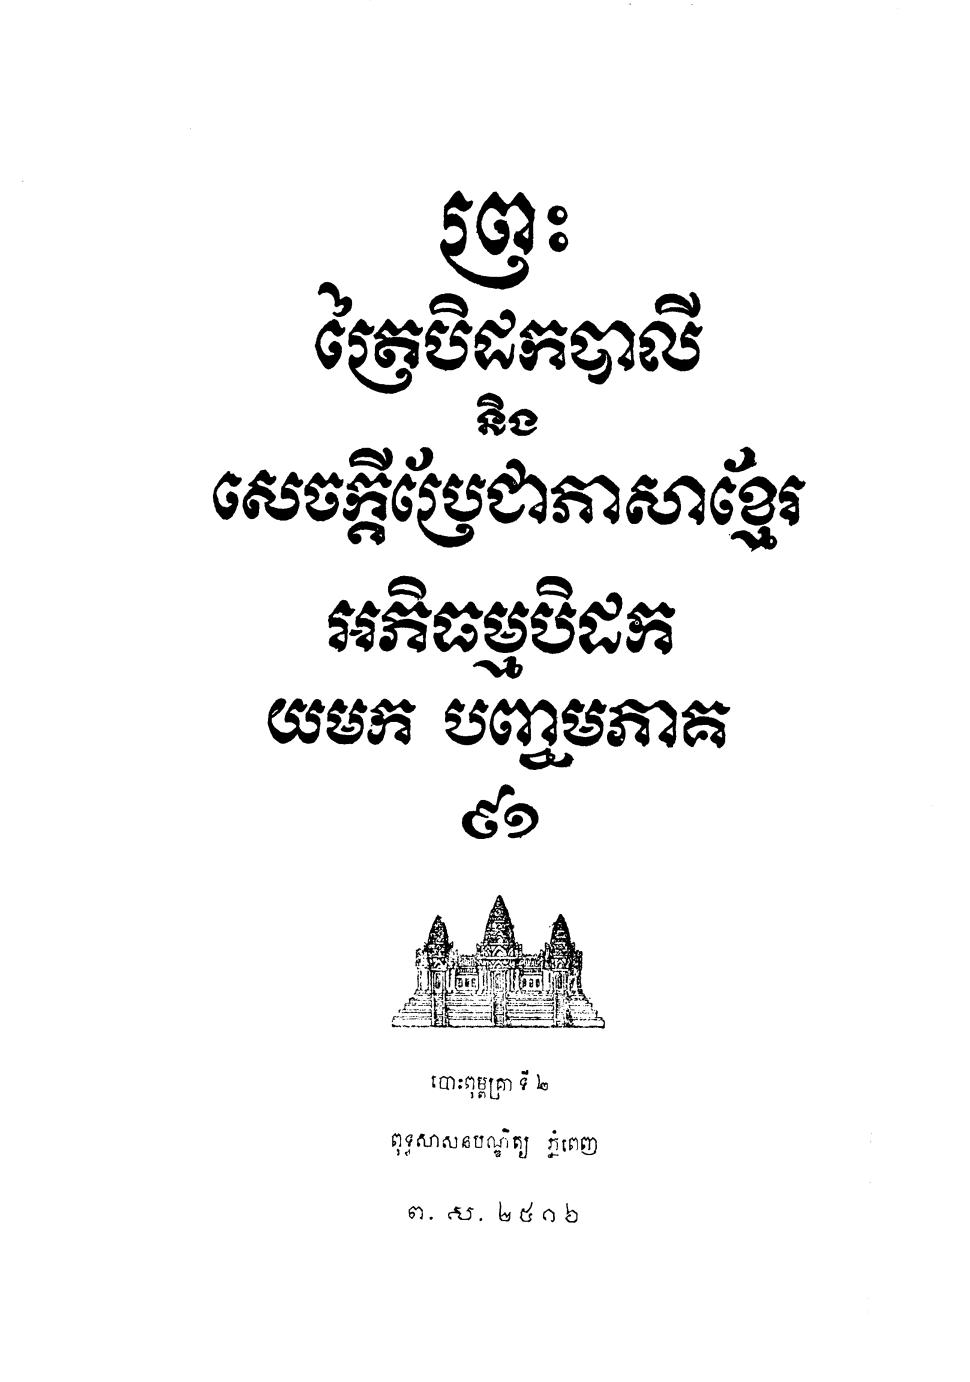 ព្រះ
ត្រៃបិដកបាលី
និង
សេចក្តីប្រែជាភាសាខ្មែរ
អភិធម្មបិដក
យមក បញ្ចមភាគ
៩១
បោះពុម្ពគ្រា ទី ២
ពុទ្ធសាសនបណ្ឌិត្យ ភ្នំពេញ
ព. ស. ២៥១៦